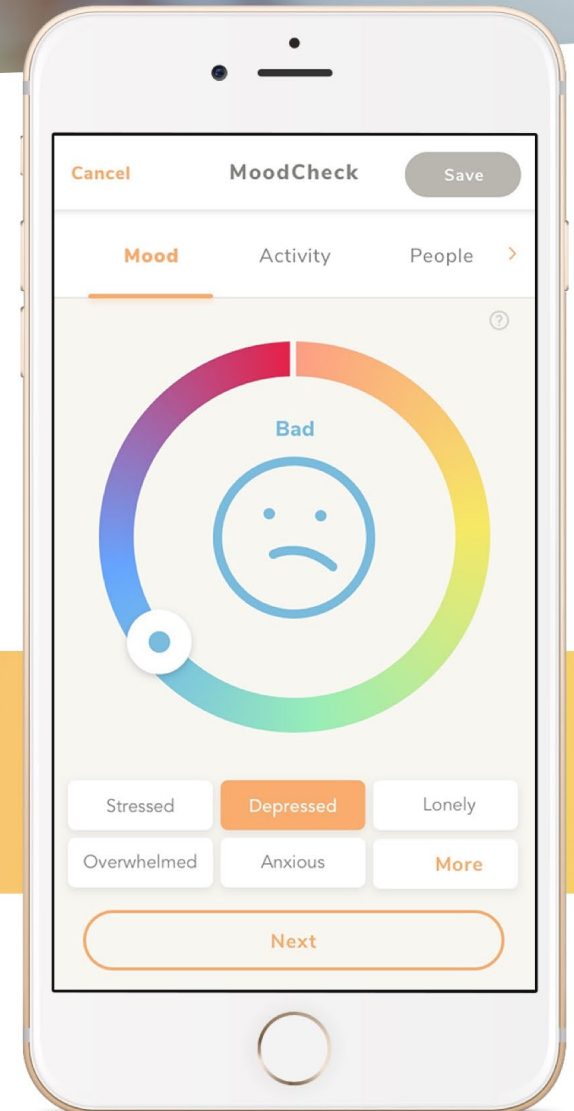 Cancel MoodCheck Save
Mood Activity People >
?
Bad
Stressed Depressed Lonely
Overwhelmed Anxious More
Next